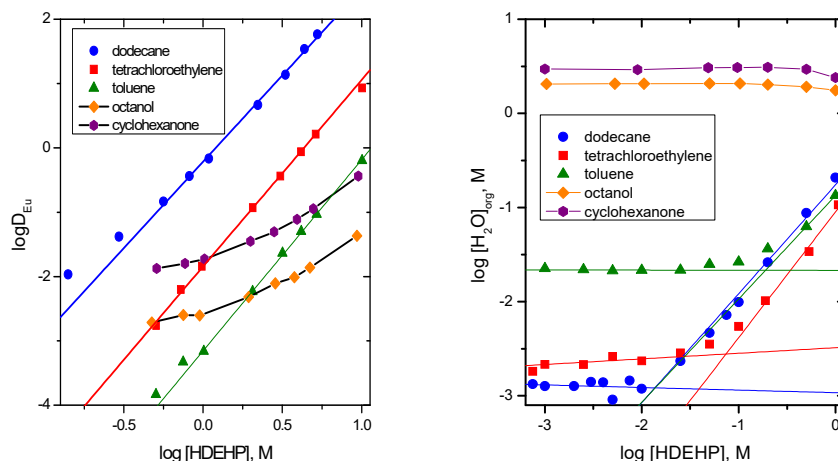 2
0
-2
-4
logD_Eu
dodecane
tetrachloroethylene
toluene
octanol
cyclohexanone
-0.5 0.0 0.5 1.0
log [HDEHP], M
1
0
-1
-2
-3
log [H₂O]_org, M
dodecane
tetrachloroethylene
toluene
octanol
cyclohexanone
-3 -2 -1 0
log [HDEHP], M